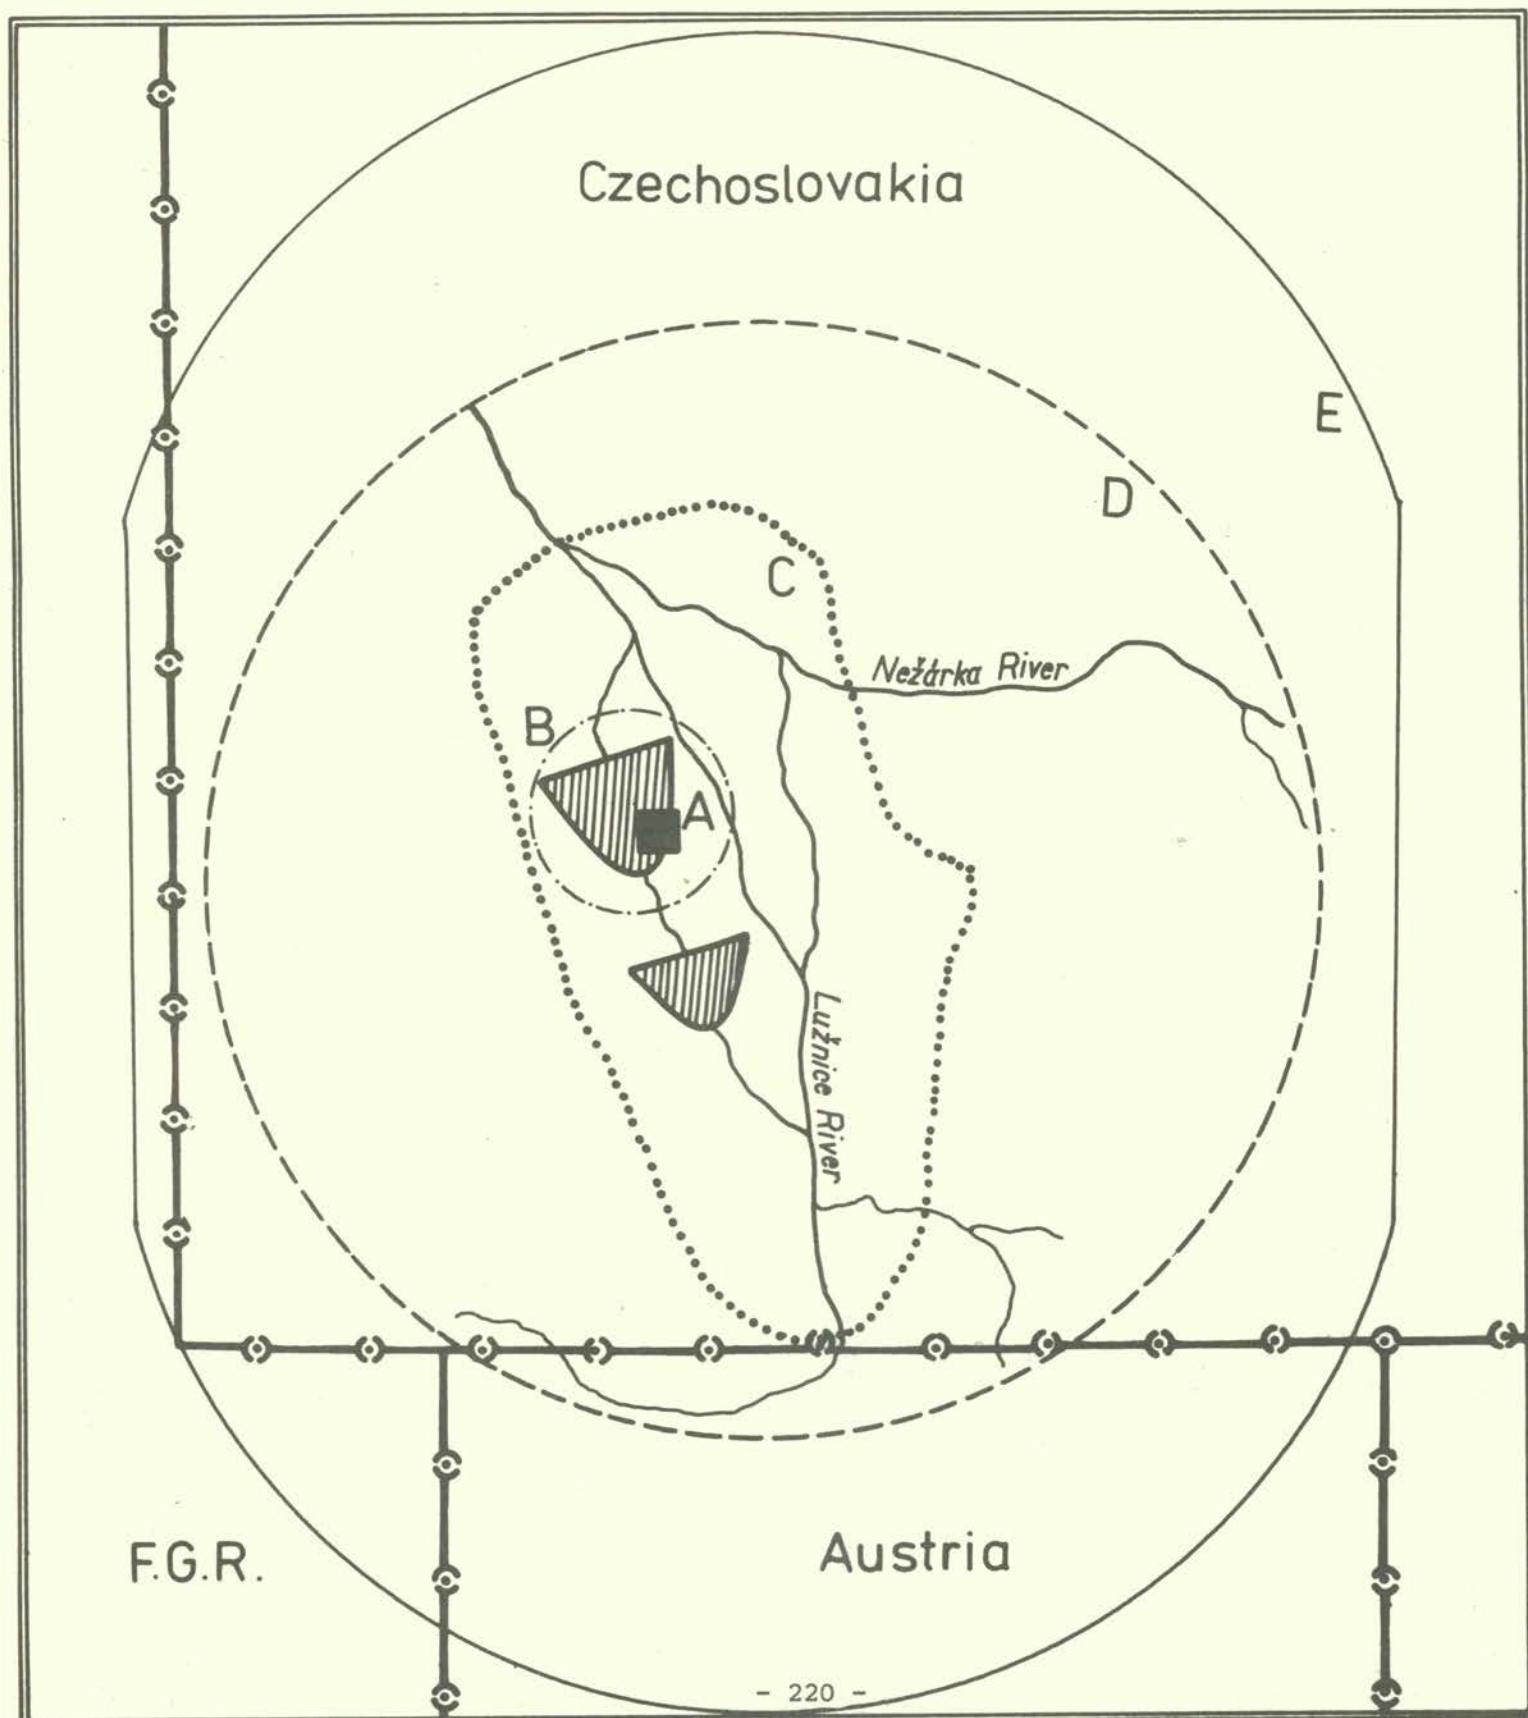 Czechoslovakia
E
D
C
Nežárka River
B
A
Lužnice River
F.G.R.
Austria
- 220 -